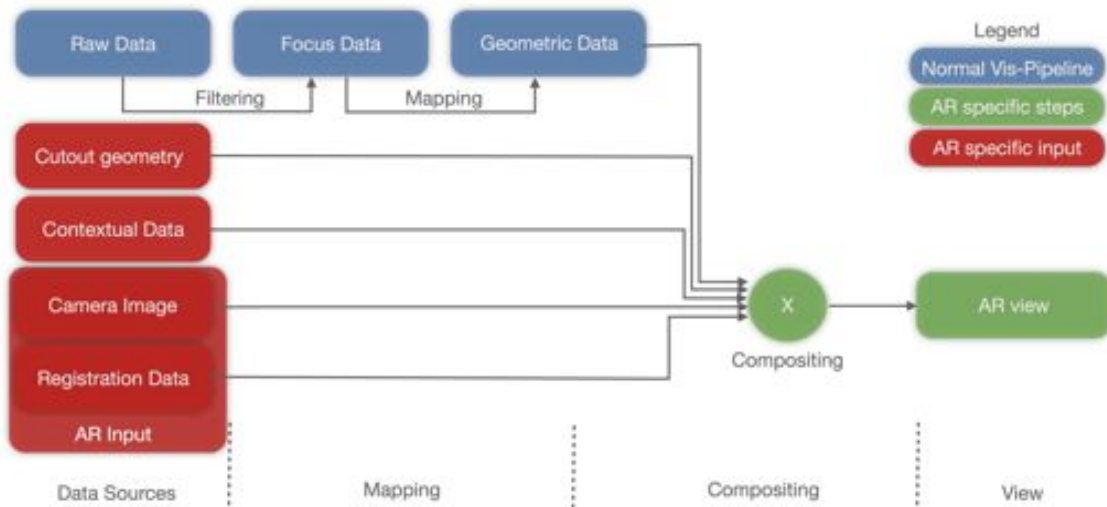 Raw Data
Focus Data
Geometric Data
Legend
Normal Vis-Pipeline
Filtering
Mapping
AR specific steps
Cutout geometry
AR specific input
Contextual Data
Camera Image
X
AR view
Compositing
Registration Data
AR Input
Data Sources
Mapping
Compositing
View